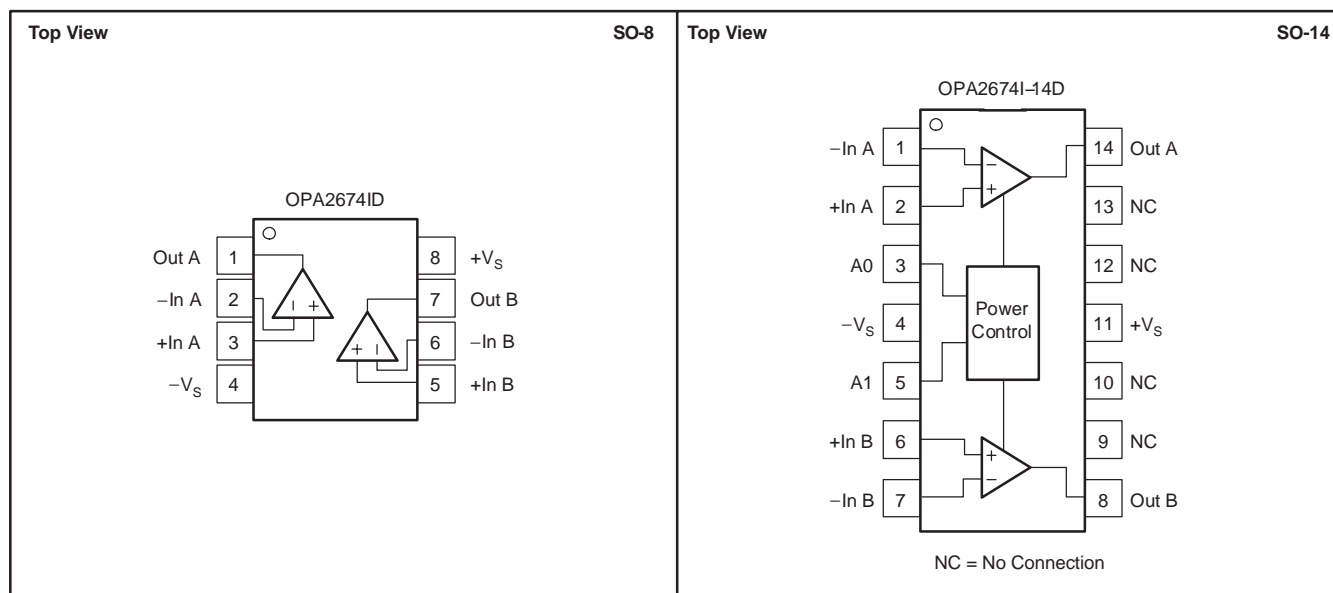 Top View SO-8
OPA2674ID
Out A 1
−In A 2
+In A 3
−VS 4
8 +VS
7 Out B
6 −In B
5 +In B
− +
+ −
Top View SO-14
OPA2674I−14D
−In A 1
+In A 2
A0 3
−VS 4
A1 5
+In B 6
−In B 7
14 Out A
13 NC
12 NC
11 +VS
10 NC
9 NC
8 Out B
−
+
Power
Control
+
−
NC = No Connection